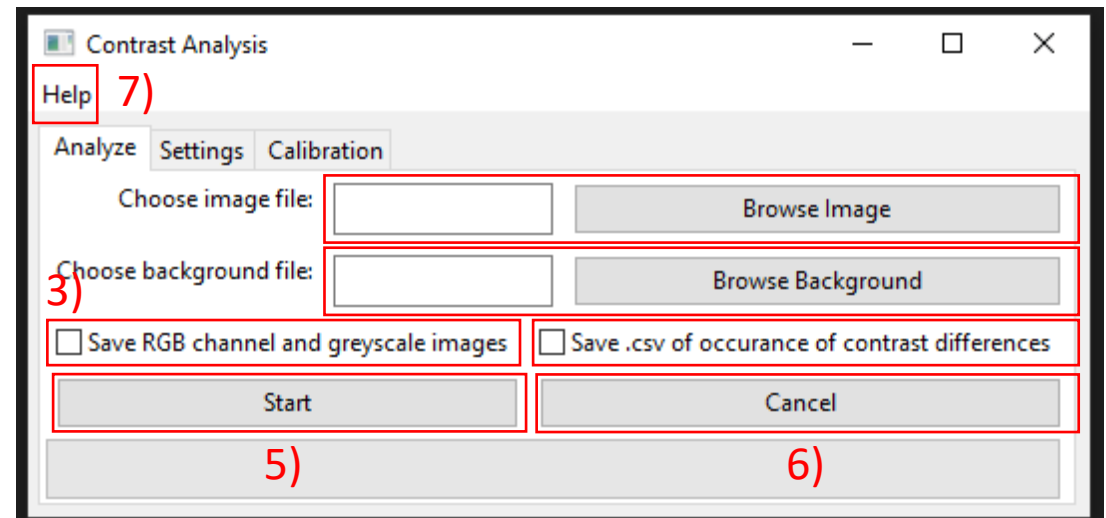 Contrast Analysis
Help 7)
Analyze Settings Calibration
Choose image file: Browse Image
Choose background file: Browse Background
3)
Save RGB channel and greyscale images Save .csv of occurance of contrast differences
Start Cancel
5) 6)